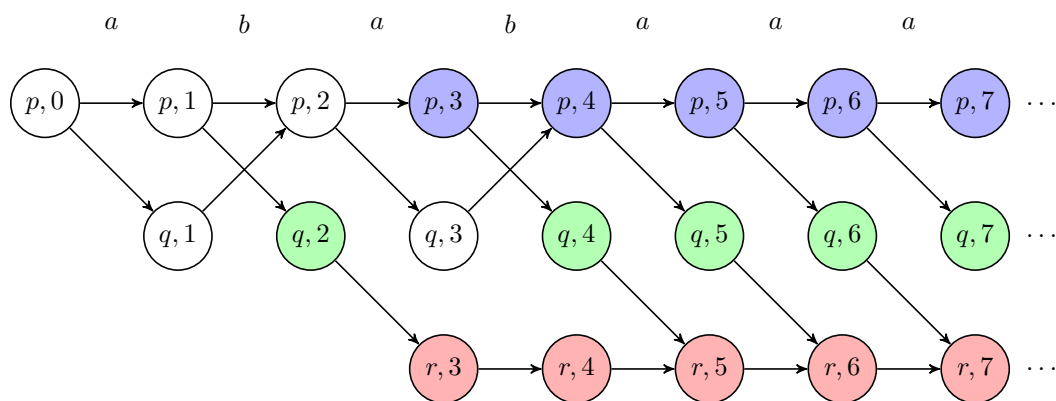 a b a b a a a
p, 0 p, 1 p, 2 p, 3 p, 4 p, 5 p, 6 p, 7 ···
q, 1 q, 2 q, 3 q, 4 q, 5 q, 6 q, 7 ···
r, 3 r, 4 r, 5 r, 6 r, 7 ···